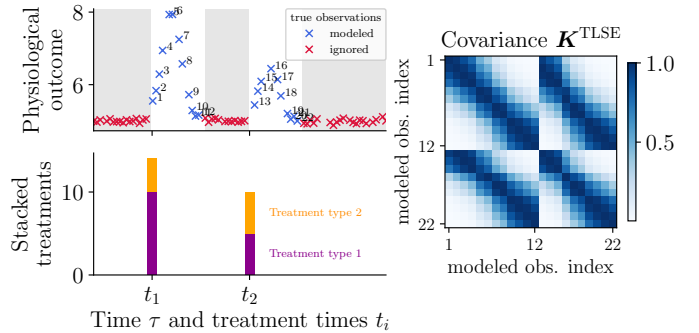 8
6
Physiological
outcome
true observations
modeled
ignored
1
2
3
4
5
6
7
8
9
10
12
13
14
15
16
17
18
19
Stacked
treatments
10
0
Treatment type 2
Treatment type 1
t₁
t₂
Time τ and treatment times tᵢ
Covariance K^TLSE
modeled obs. index
1
12
22
1
12
22
modeled obs. index
1.0
0.5